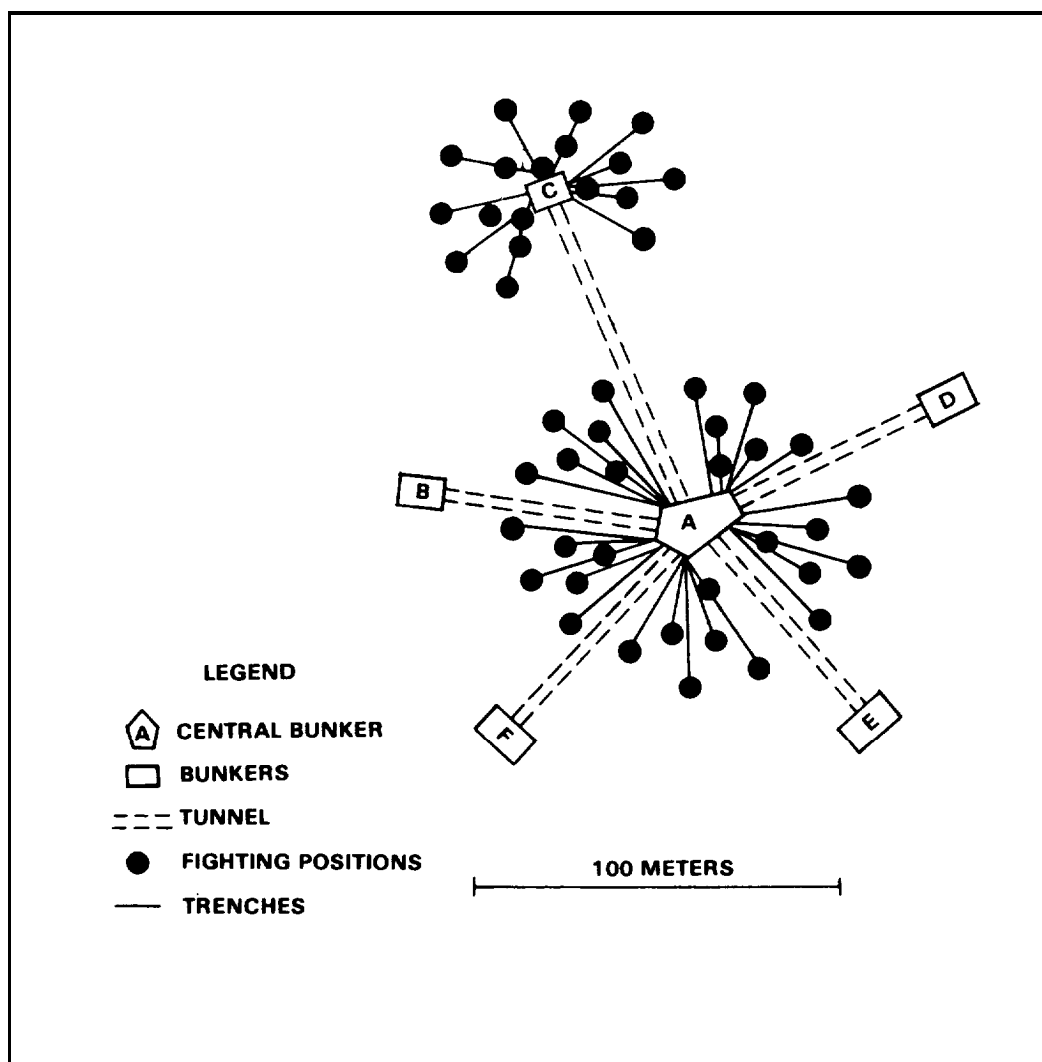 C
D
B
A
E
F
LEGEND
A CENTRAL BUNKER
BUNKERS
TUNNEL
FIGHTING POSITIONS
TRENCHES
100 METERS